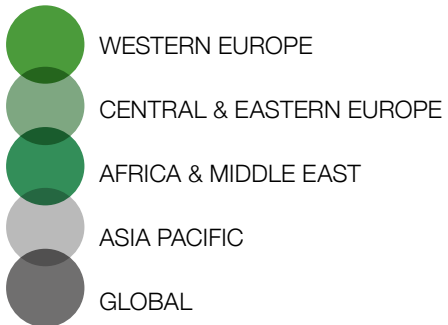 WESTERN EUROPE
CENTRAL & EASTERN EUROPE
AFRICA & MIDDLE EAST
ASIA PACIFIC
GLOBAL